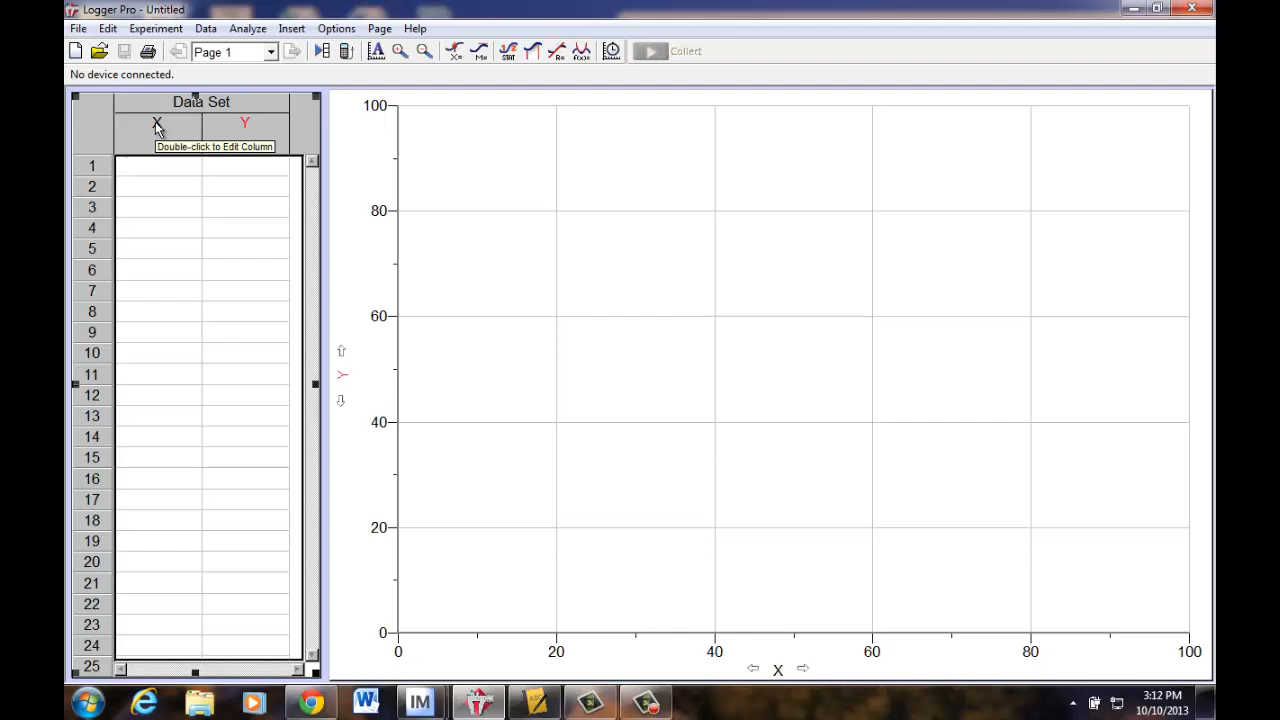 Logger Pro - Untitled
File Edit Experiment Data Analyze Insert Options Page Help
Page 1
X=
M=
STAT
R=
f(x)=
Collect
No device connected.
Data Set
X
Y
Double-click to Edit Column
1
2
3
4
5
6
7
8
9
10
11
12
13
14
15
16
17
18
19
20
21
22
23
24
25
100
80
60
40
20
0
Y
0 20 40 60 80 100
X
IM
3:12 PM
10/10/2013